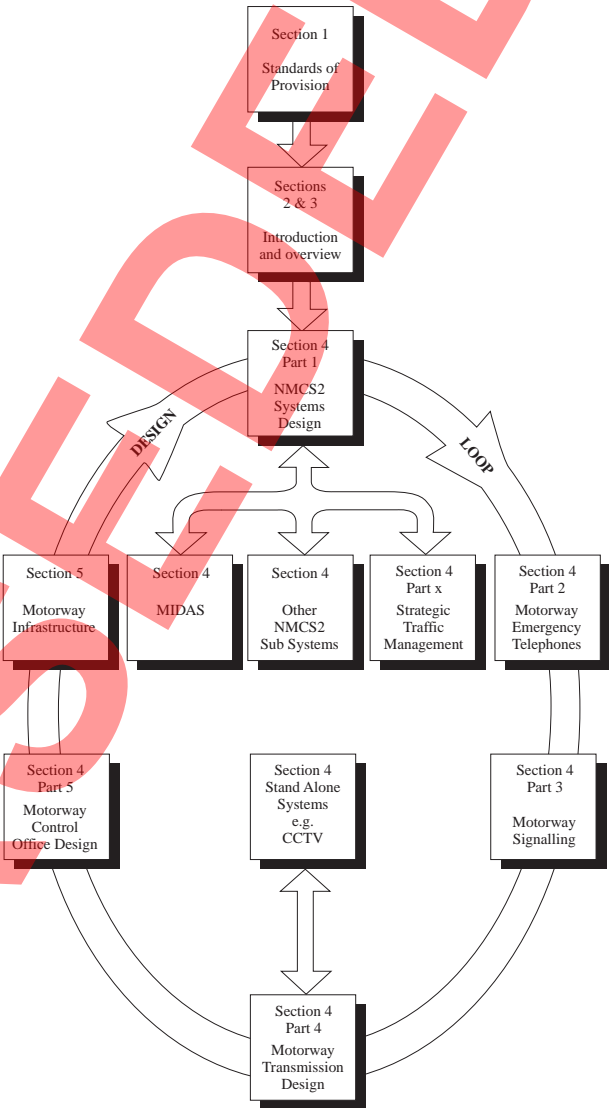 Section 1
Standards of
Provision
Sections
2 & 3
Introduction
and overview
Section 4
Part 1
NMCS2
Systems
Design
DESIGN
LOOP
Section 5
Motorway
Infrastructure
Section 4
MIDAS
Section 4
Other
NMCS2
Sub Systems
Section 4
Part x
Strategic
Traffic
Management
Section 4
Part 2
Motorway
Emergency
Telephones
Section 4
Part 5
Motorway
Control
Office Design
Section 4
Stand Alone
Systems
e.g.
CCTV
Section 4
Part 3
Motorway
Signalling
Section 4
Part 4
Motorway
Transmission
Design